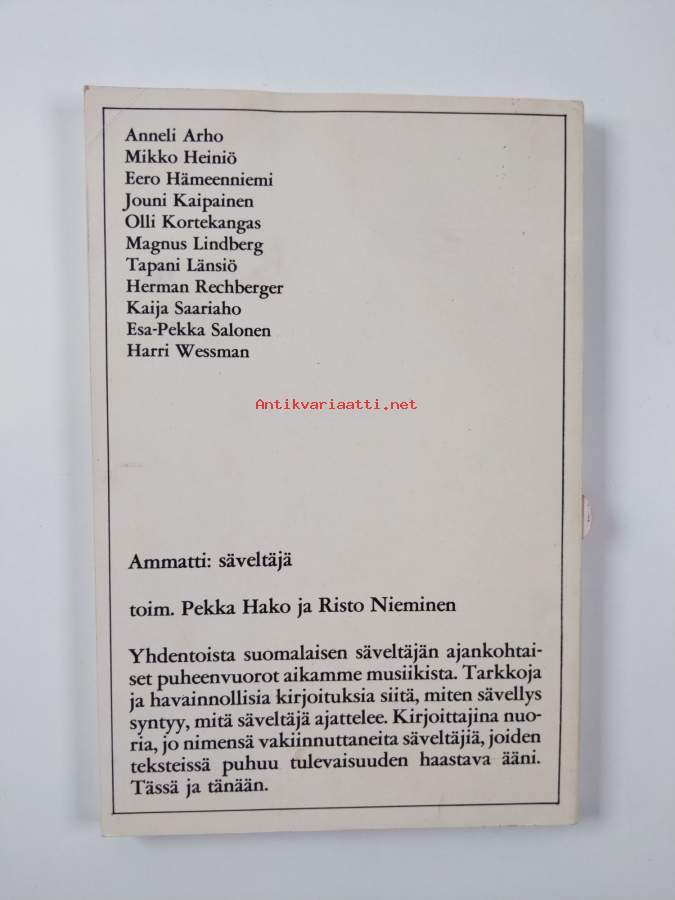 Anneli Arho
Mikko Heiniö
Eero Hämeenniemi
Jouni Kaipainen
Olli Kortekangas
Magnus Lindberg
Tapani Länsiö
Herman Rechberger
Kaija Saariaho
Esa-Pekka Salonen
Harri Wessman
Antikvariaatti.net
Ammatti: säveltäjä
toim. Pekka Hako ja Risto Nieminen
Yhdentoista suomalaisen säveltäjän ajankohtai-
set puheenvuorot aikamme musiikista. Tarkkoja
ja havainnollisia kirjoituksia siitä, miten sävellys
syntyy, mitä säveltäjä ajattelee. Kirjoittajina nuo-
ria, jo nimensä vakiinnuttaneita säveltäjiä, joiden
teksteissä puhuu tulevaisuuden haastava ääni.
Tässä ja tänään.